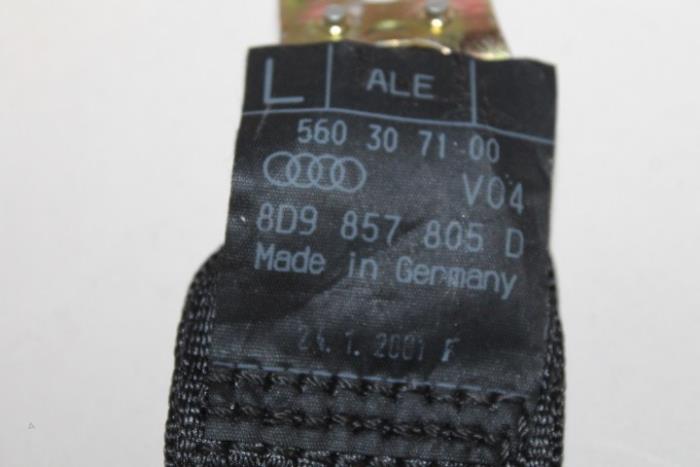 L ALE
560 30 71 00
V04
8D9 857 805 D
Made in Germany
24. 1. 2001 F